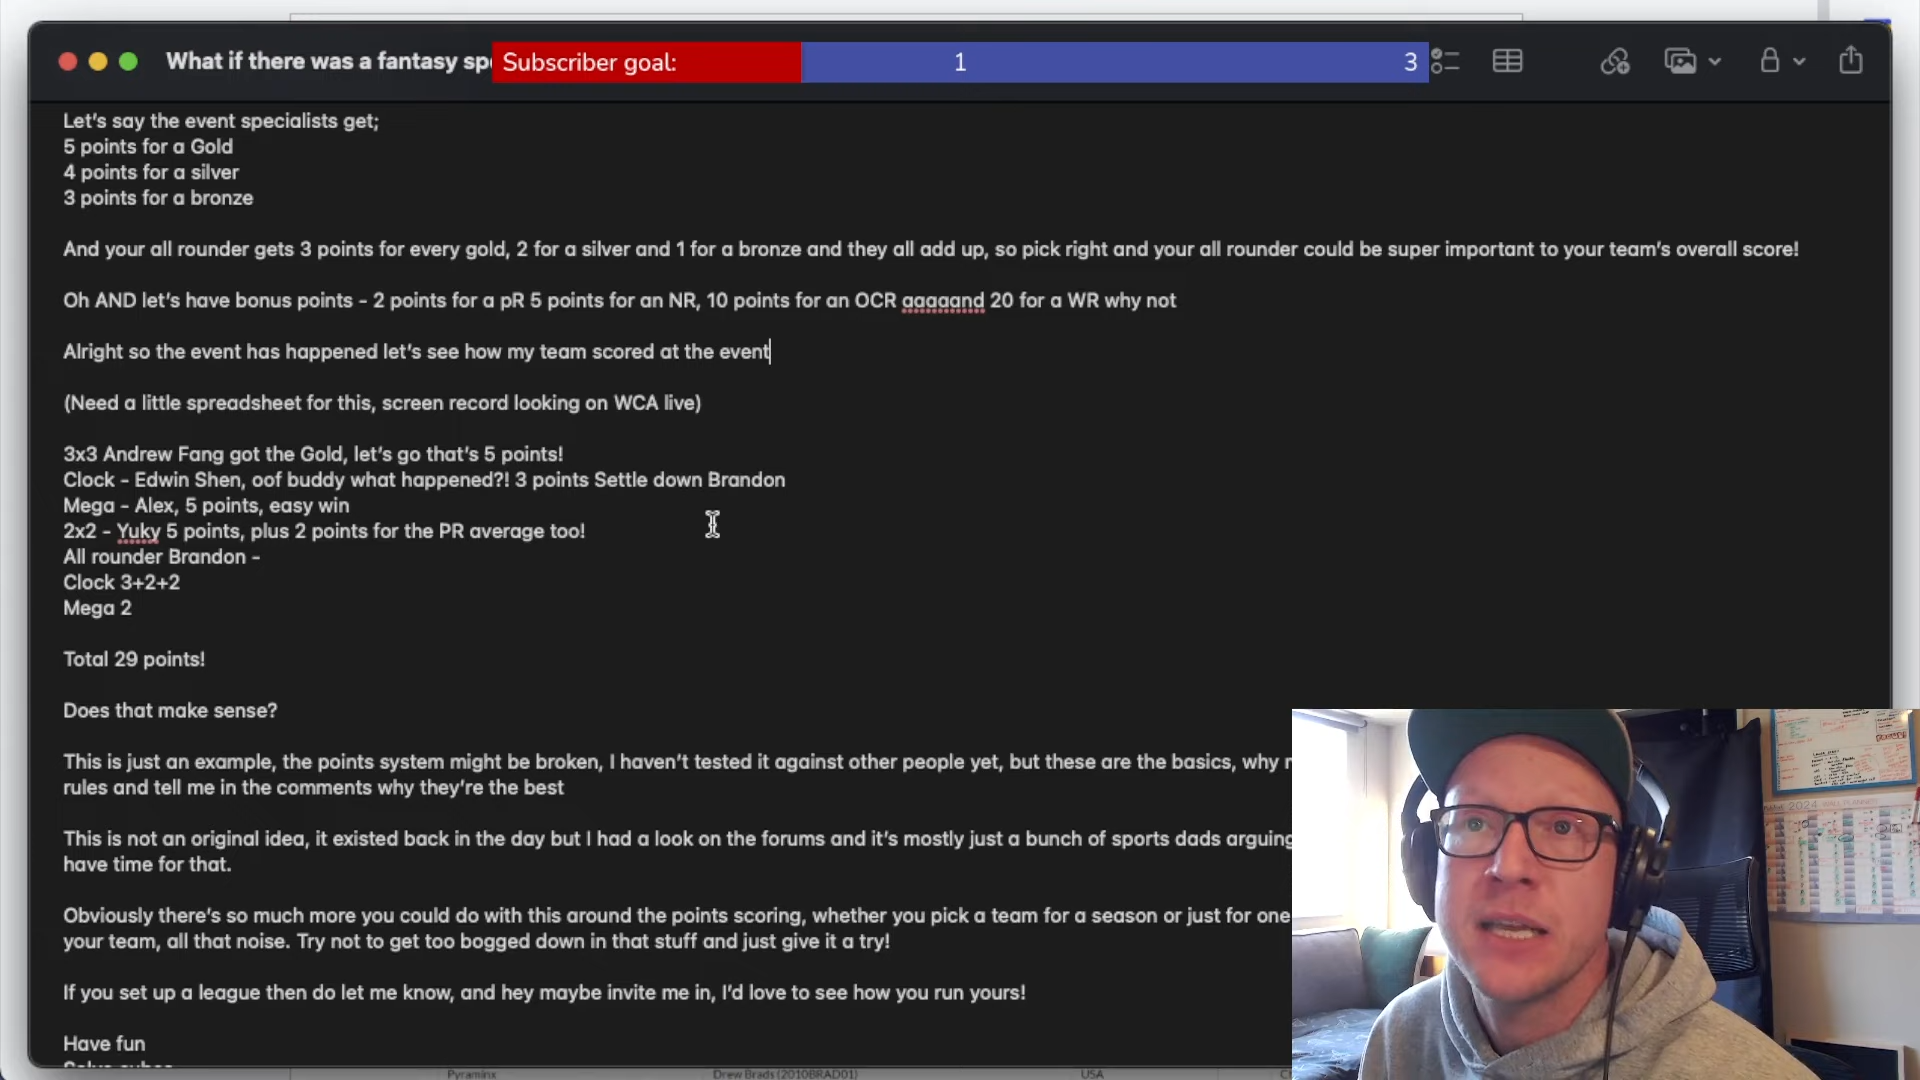 What if there was a fantasy sp
Subscriber goal: 1 3
Let's say the event specialists get;
5 points for a Gold
4 points for a silver
3 points for a bronze
And your all rounder gets 3 points for every gold, 2 for a silver and 1 for a bronze and they all add up, so pick right and your all rounder could be super important to your team's overall score!
Oh AND let's have bonus points - 2 points for a pR 5 points for an NR, 10 points for an OCR aaaaand 20 for a WR why not
Alright so the event has happened let's see how my team scored at the event
(Need a little spreadsheet for this, screen record looking on WCA live)
3x3 Andrew Fang got the Gold, let's go that's 5 points!
Clock - Edwin Shen, oof buddy what happened?! 3 points Settle down Brandon
Mega - Alex, 5 points, easy win
2x2 - Yuky 5 points, plus 2 points for the PR average too!
All rounder Brandon -
Clock 3+2+2
Mega 2
Total 29 points!
Does that make sense?
This is just an example, the points system might be broken, I haven't tested it against other people yet, but these are the basics, why
rules and tell me in the comments why they're the best
This is not an original idea, it existed back in the day but I had a look on the forums and it's mostly just a bunch of sports dads arguing
have time for that.
Obviously there's so much more you could do with this around the points scoring, whether you pick a team for a season or just for one
your team, all that noise. Try not to get too bogged down in that stuff and just give it a try!
If you set up a league then do let me know, and hey maybe invite me in, I'd love to see how you run yours!
Have fun
Pyraminx Drew Brads (2010BRAD01) USA
2024